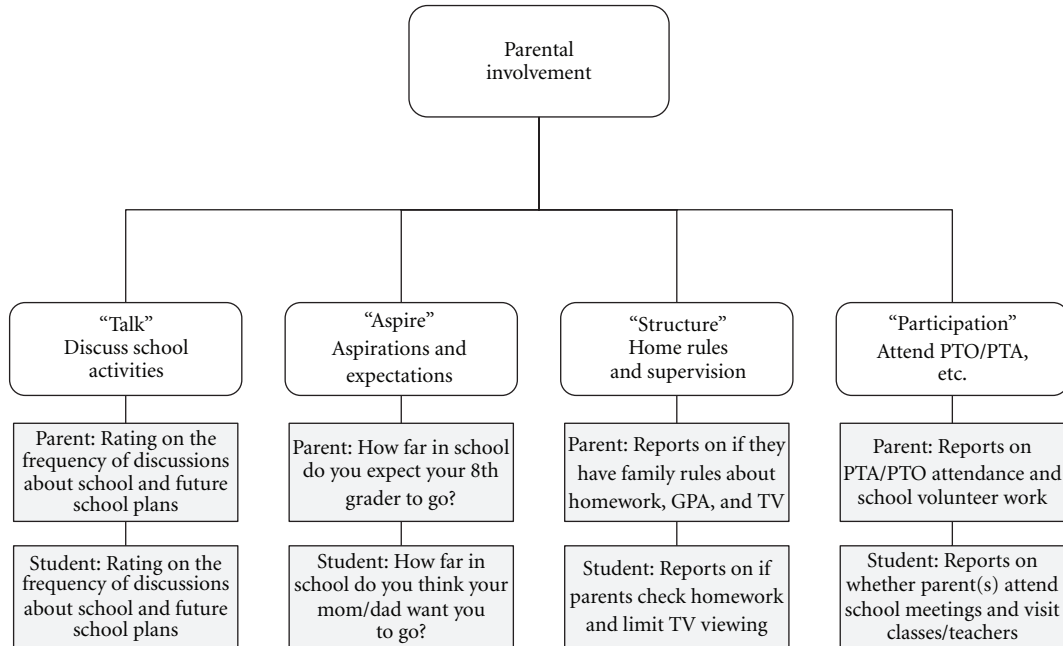 Parental
involvement
“Talk”
Discuss school
activities
“Aspire”
Aspirations and
expectations
“Structure”
Home rules
and supervision
“Participation”
Attend PTO/PTA,
etc.
Parent: Rating on the
frequency of discussions
about school and future
school plans
Parent: How far in school
do you expect your 8th
grader to go?
Parent: Reports on if they
have family rules about
homework, GPA, and TV
Parent: Reports on
PTA/PTO attendance and
school volunteer work
Student: Rating on the
frequency of discussions
about school and future
school plans
Student: How far in
school do you think your
mom/dad want you
to go?
Student: Reports on if
parents check homework
and limit TV viewing
Student: Reports on
whether parent(s) attend
school meetings and visit
classes/teachers